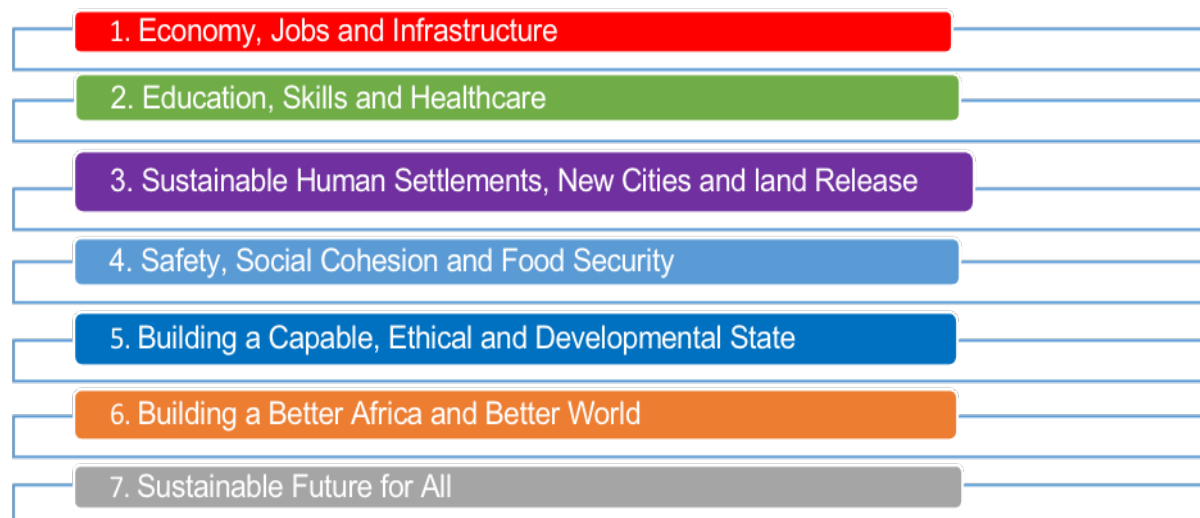 1. Economy, Jobs and Infrastructure
2. Education, Skills and Healthcare
3. Sustainable Human Settlements, New Cities and land Release
4. Safety, Social Cohesion and Food Security
5. Building a Capable, Ethical and Developmental State
6. Building a Better Africa and Better World
7. Sustainable Future for All